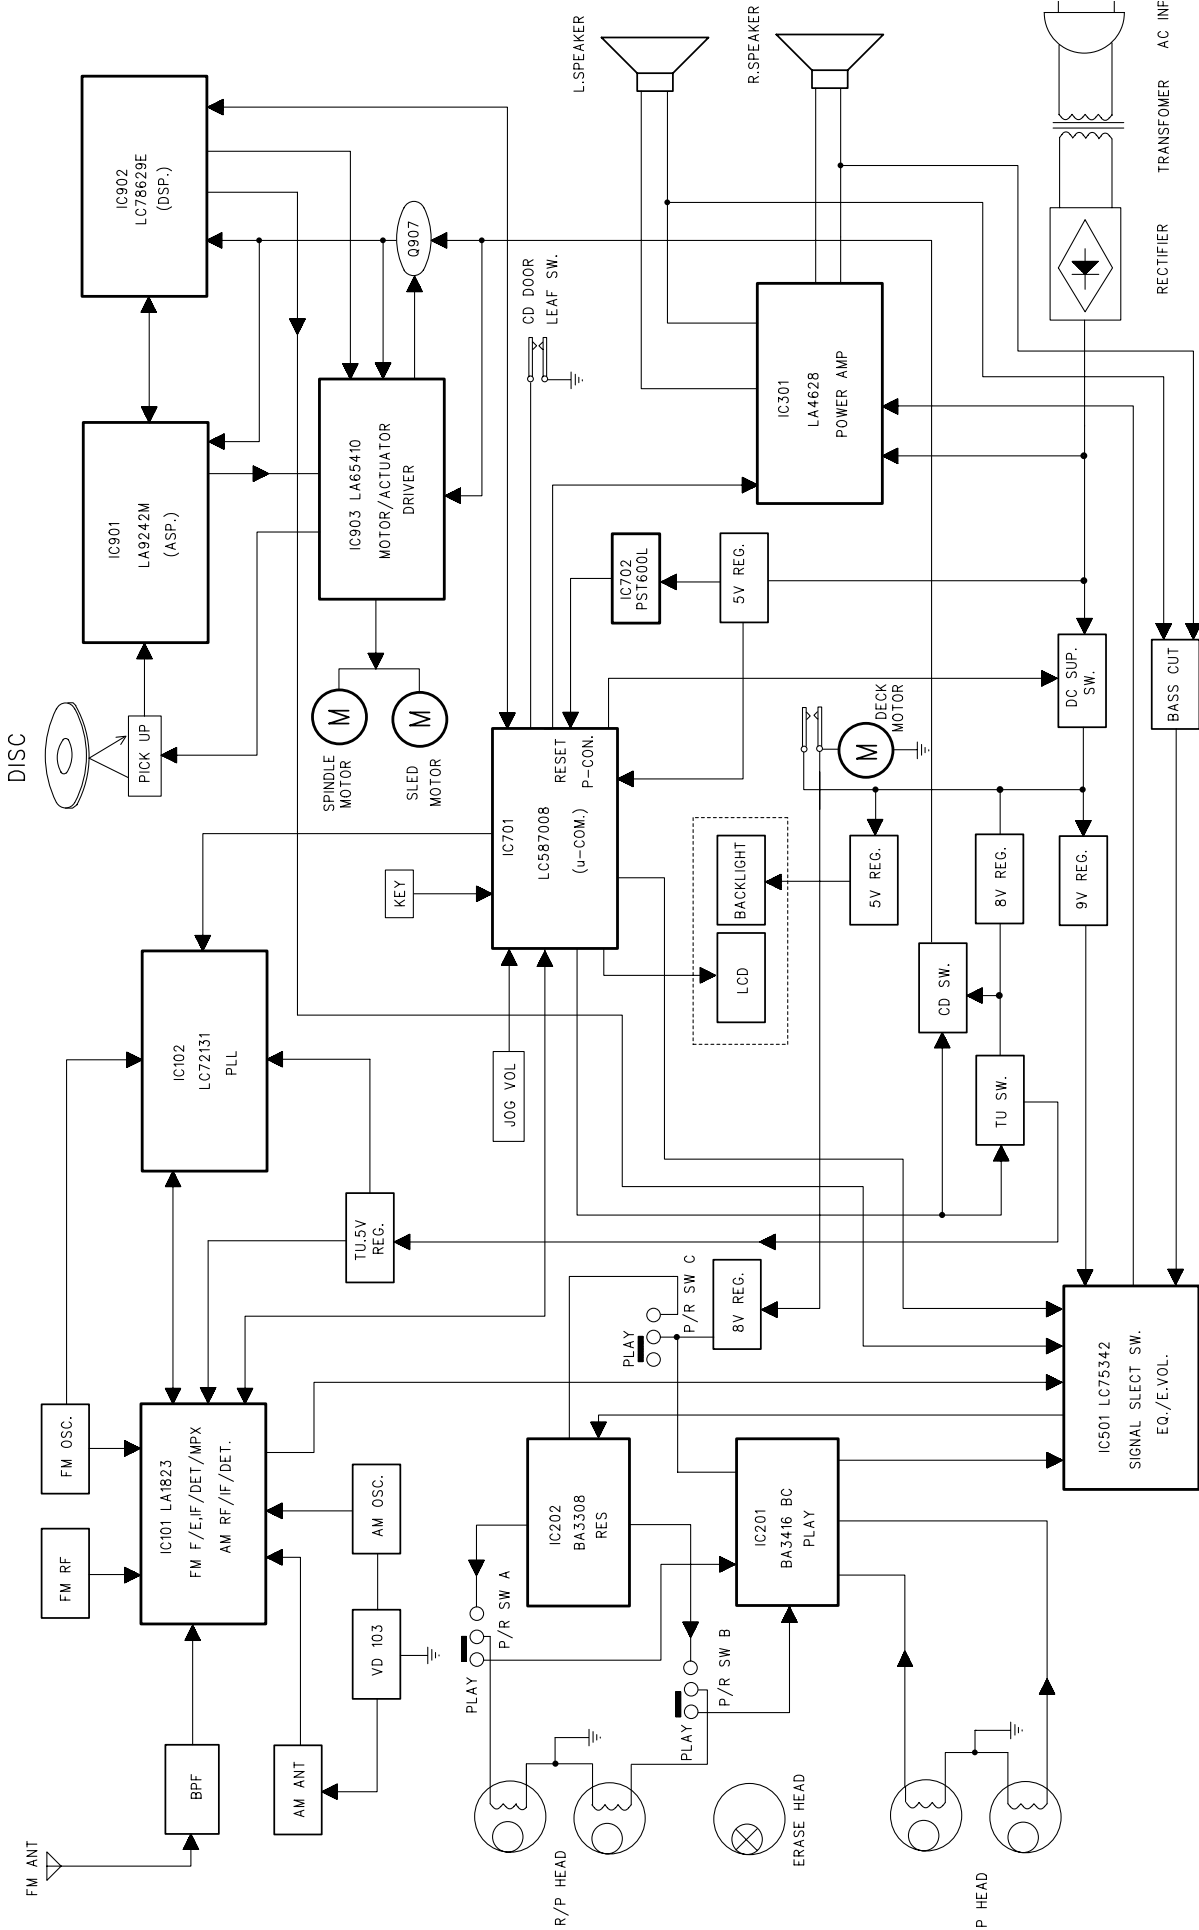 FM ANT
BPF
FM RF
FM OSC.
IC101 LA1823
FM F/E,IF/DET/MPX
AM RF/IF/DET.
AM ANT
VD 103
AM OSC.
TU.5V
REG.
IC102
LC72131
PLL
DISC
PICK UP
IC901
LA9242M
(ASP.)
IC902
LC78629E
(DSP.)
SPINDLE
MOTOR
M
SLED
MOTOR
M
IC903 LA65410
MOTOR/ACTUATOR
DRIVER
Q907
KEY
JOG VOL
IC701
LC587008
(u-COM.)
RESET
P-CON.
CD DOOR
LEAF SW.
L.SPEAKER
R.SPEAKER
IC702
PST600L
5V REG.
IC301
LA4628
POWER AMP
LCD
BACKLIGHT
5V REG.
M
DECK
MOTOR
CD SW.
8V REG.
TU SW.
9V REG.
DC SUP.
SW.
BASS CUT
RECTIFIER
TRANSFOMER
R/P HEAD
PLAY
P/R SW A
IC202
BA3308
RES
PLAY
P/R SW B
PLAY
P/R SW C
8V REG.
IC201
BA3416 BC
PLAY
ERASE HEAD
P HEAD
IC501 LC75342
SIGNAL SLECT SW.
EQ./E.VOL.